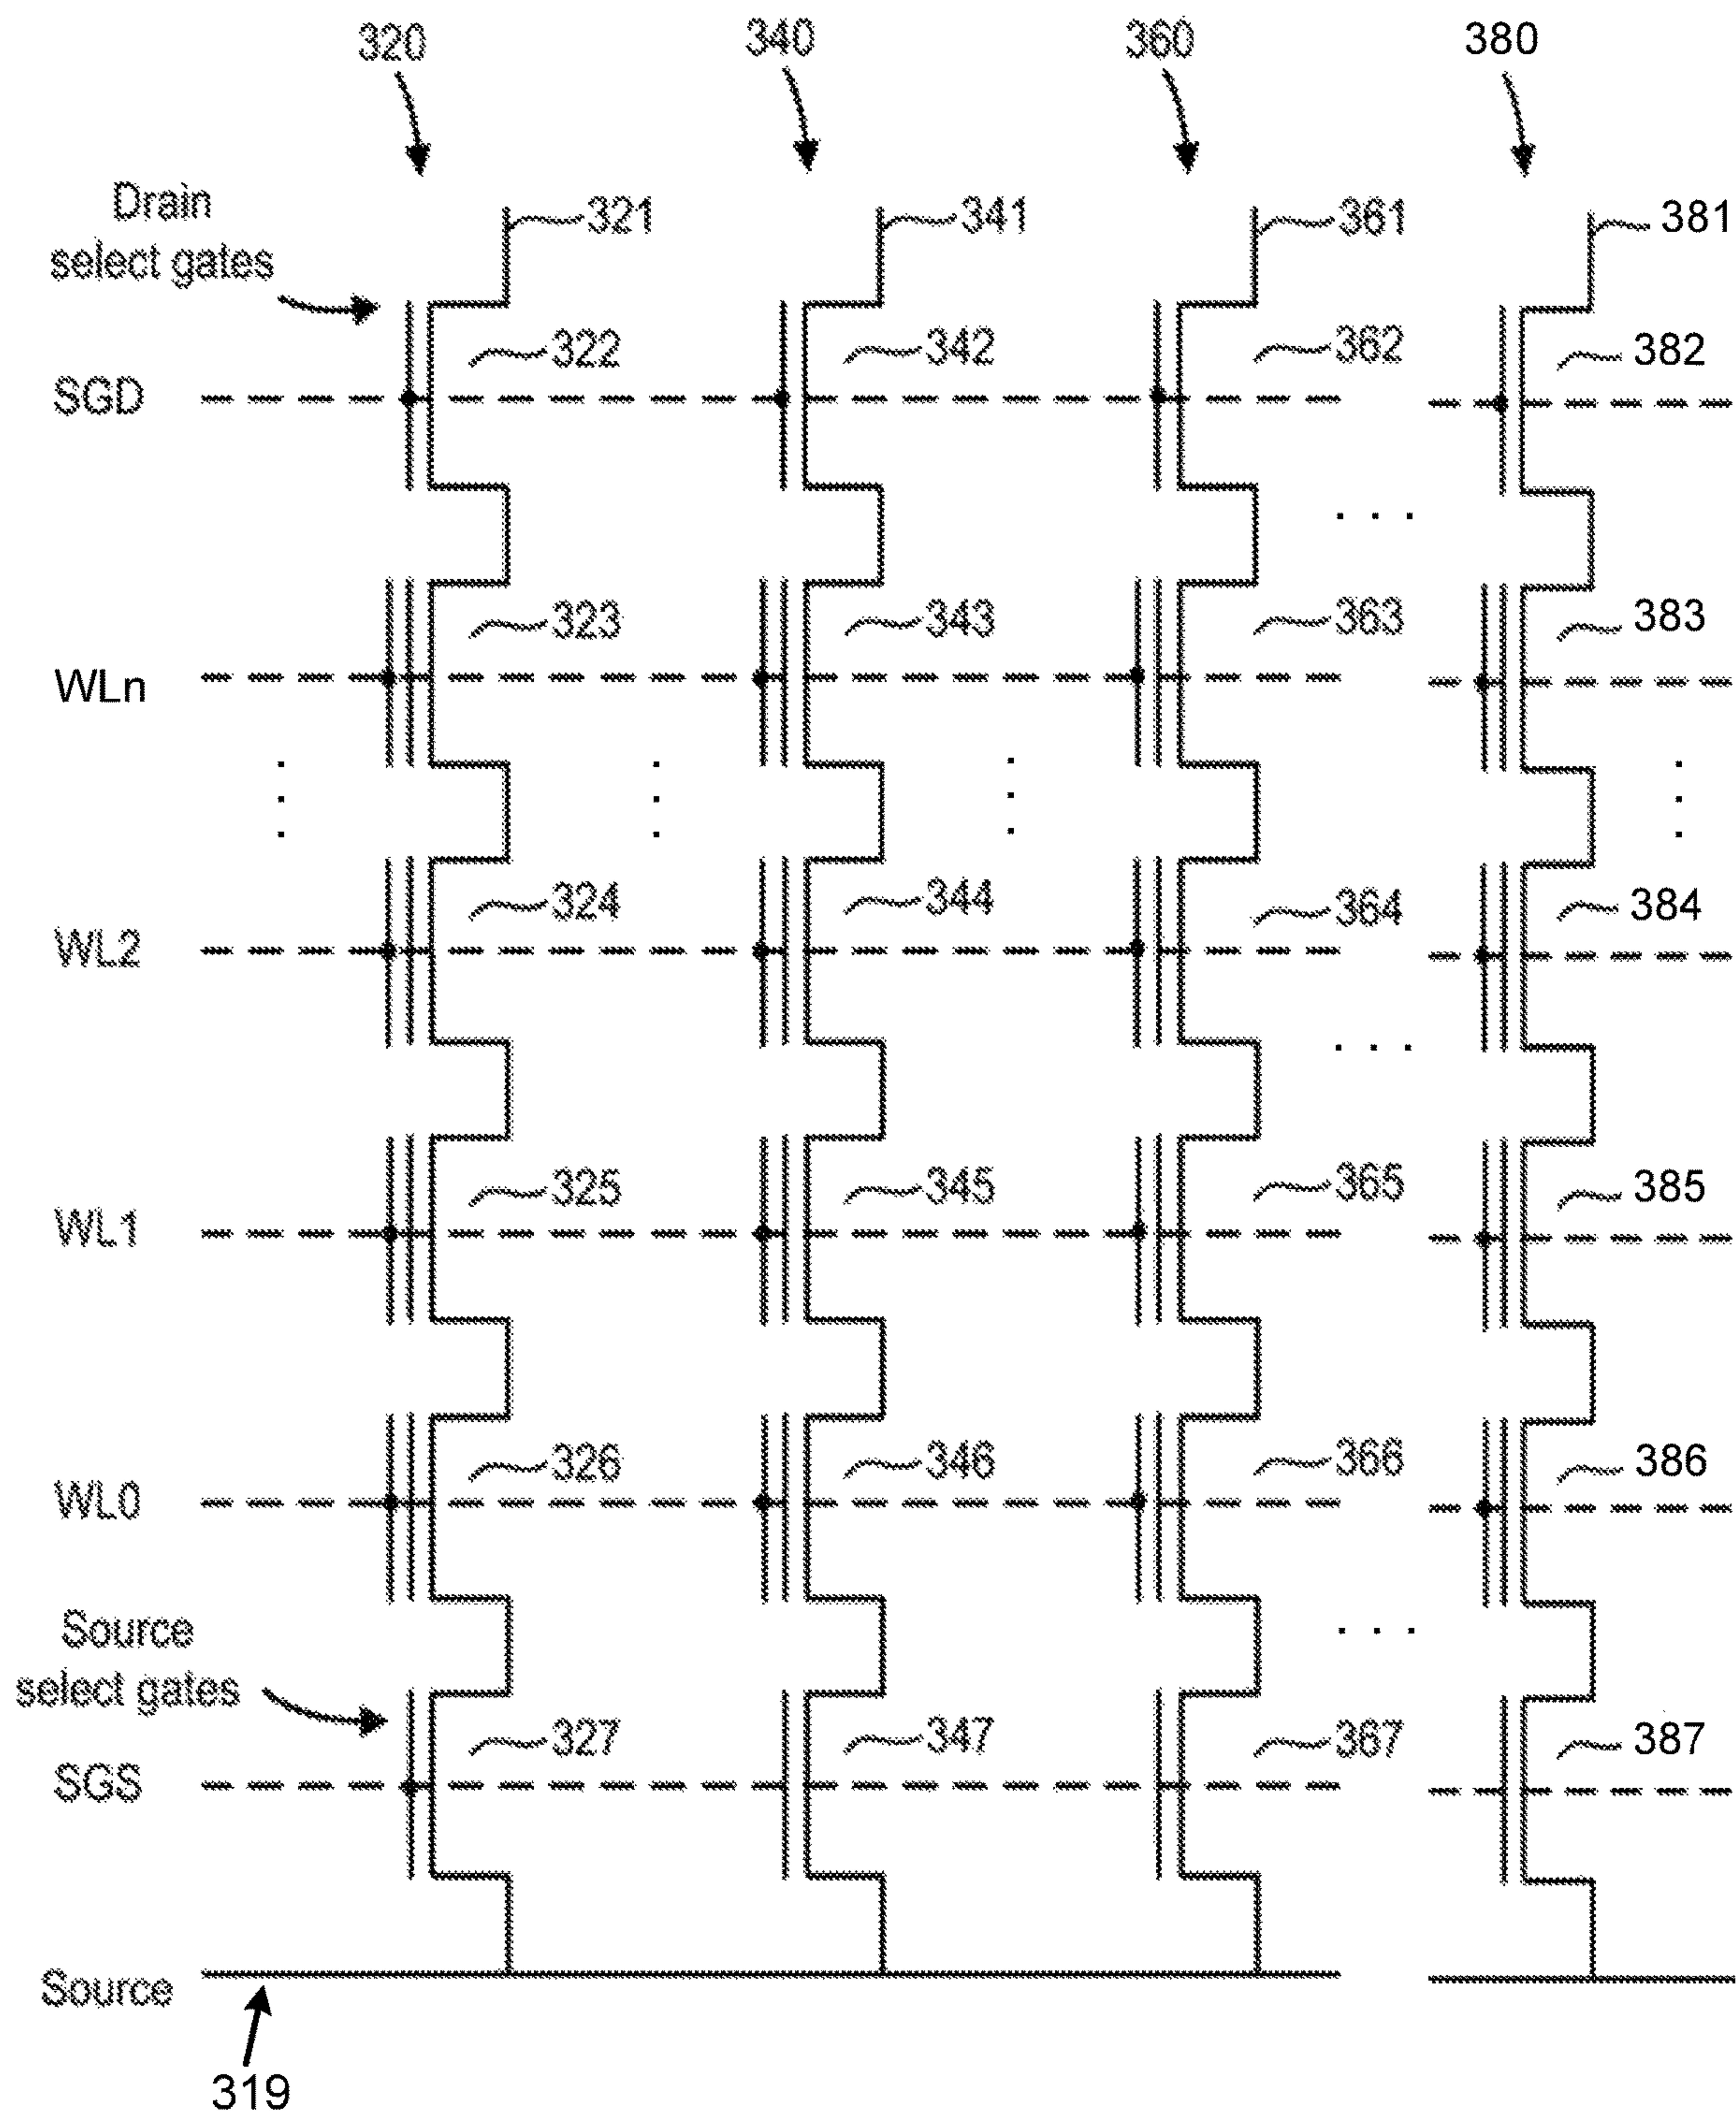 320 340 360 380
Drain
select gates
321 341 361 381
322 342 362 382
SGD
323 343 363 383
WLn
324 344 364 384
WL2
325 345 365 385
WL1
326 346 366 386
WL0
Source
select gates
327 347 367 387
SGS
Source
319